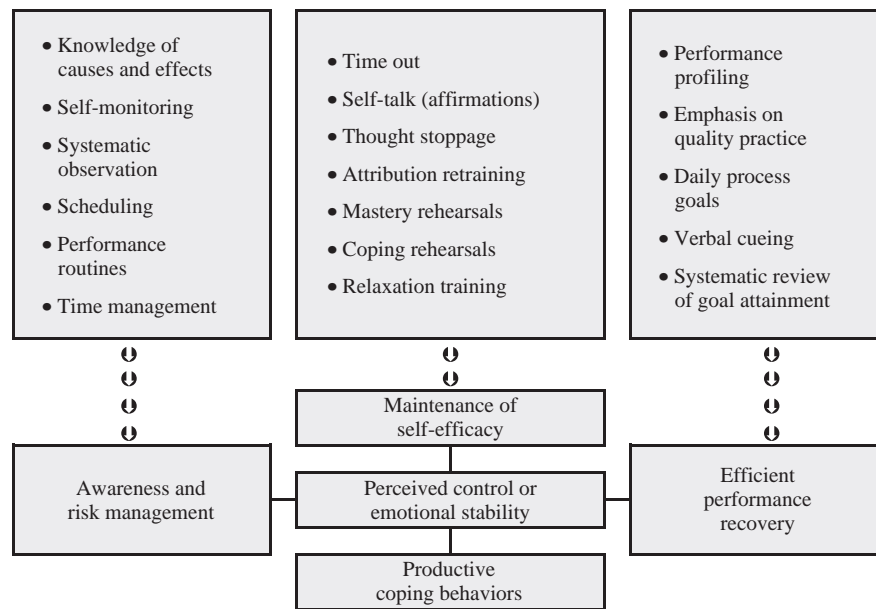 • Knowledge of
causes and effects
• Self-monitoring
• Systematic
observation
• Scheduling
• Performance
routines
• Time management
• Time out
• Self-talk (affirmations)
• Thought stoppage
• Attribution retraining
• Mastery rehearsals
• Coping rehearsals
• Relaxation training
• Performance
profiling
• Emphasis on
quality practice
• Daily process
goals
• Verbal cueing
• Systematic review
of goal attainment
Maintenance of
self-efficacy
Awareness and
risk management
Perceived control or
emotional stability
Efficient
performance
recovery
Productive
coping behaviors